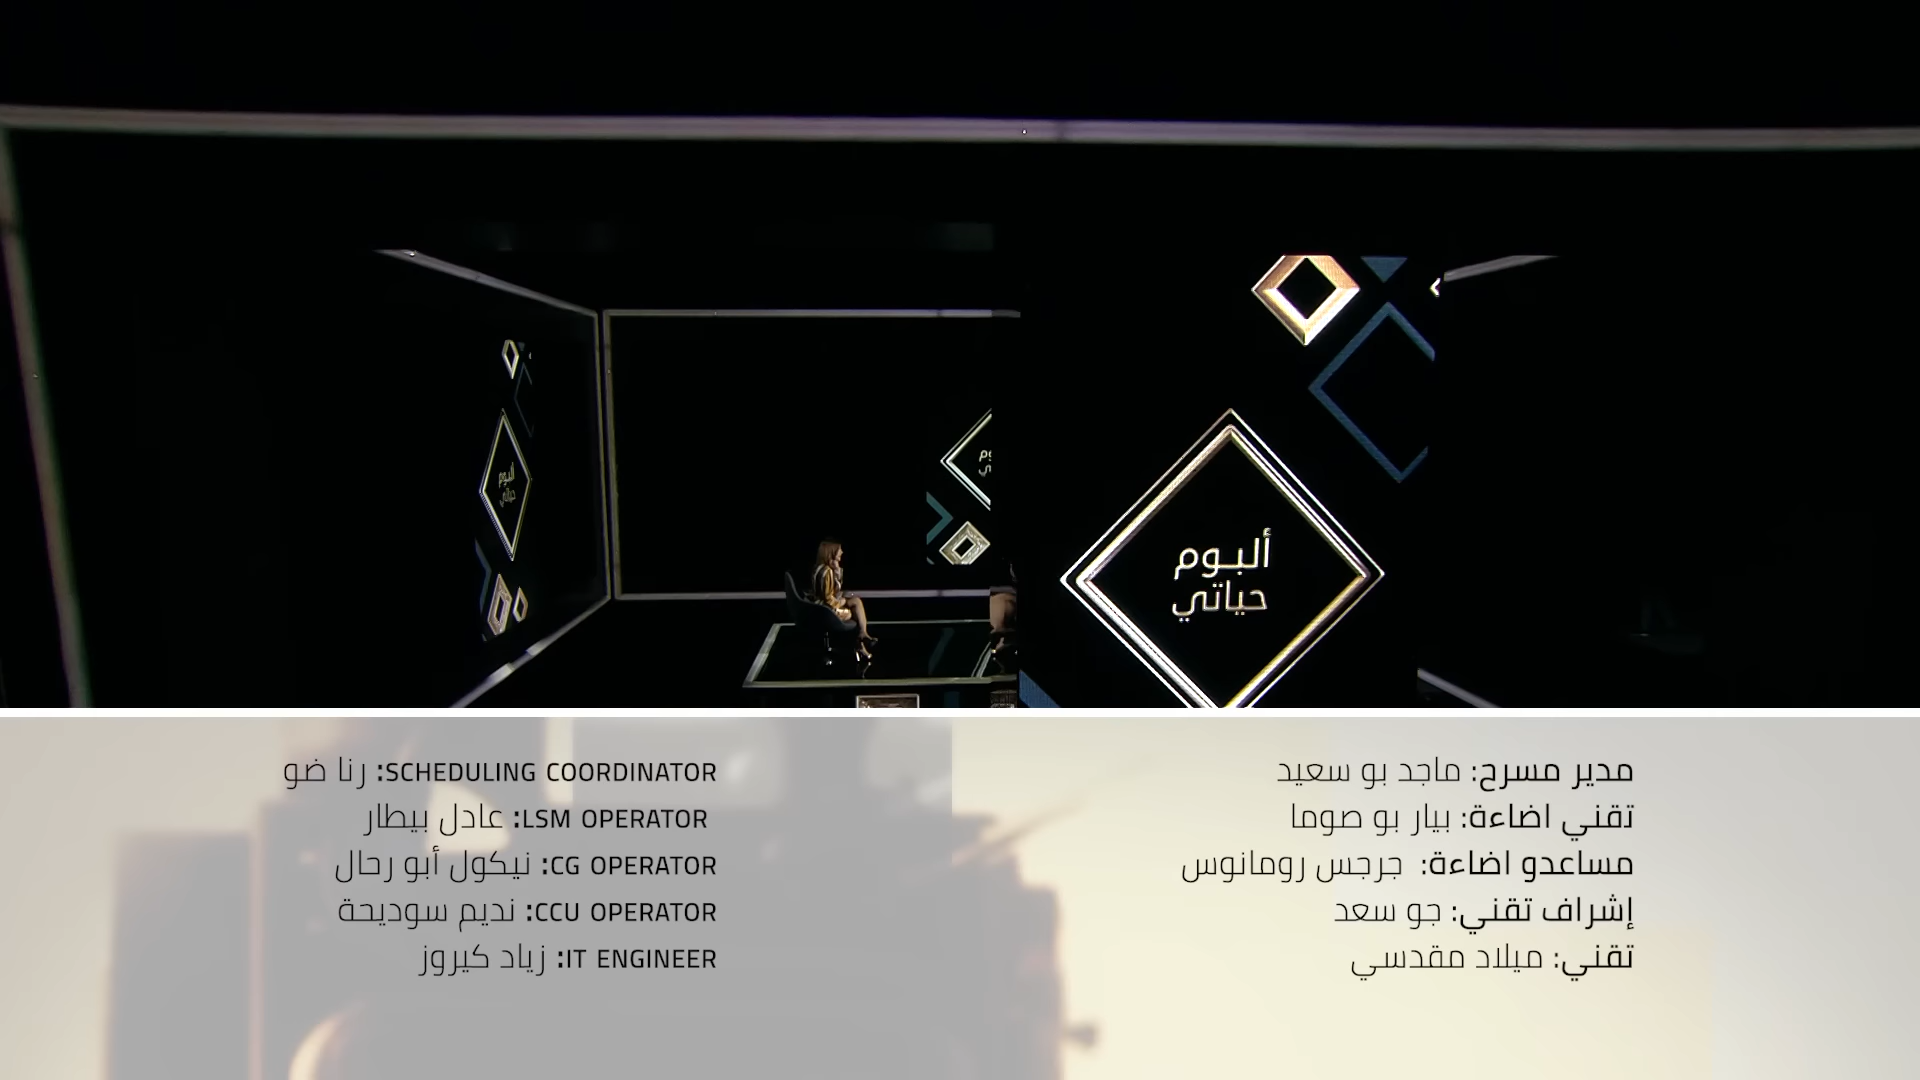 ألبوم
حياتي
ألبوم
حياتي
مدير مسرح: ماجد بو سعيد
تقني اضاءة: بيار بو صوما
مساعدو اضاءة: جرجس رومانوس
إشراف تقني: جو سعد
تقني: ميلاد مقدسي
SCHEDULING COORDINATOR: رنا ضو
LSM OPERATOR: عادل بيطار
CG OPERATOR: نيكول أبو رحال
CCU OPERATOR: نديم سوديحة
IT ENGINEER: زياد كيروز